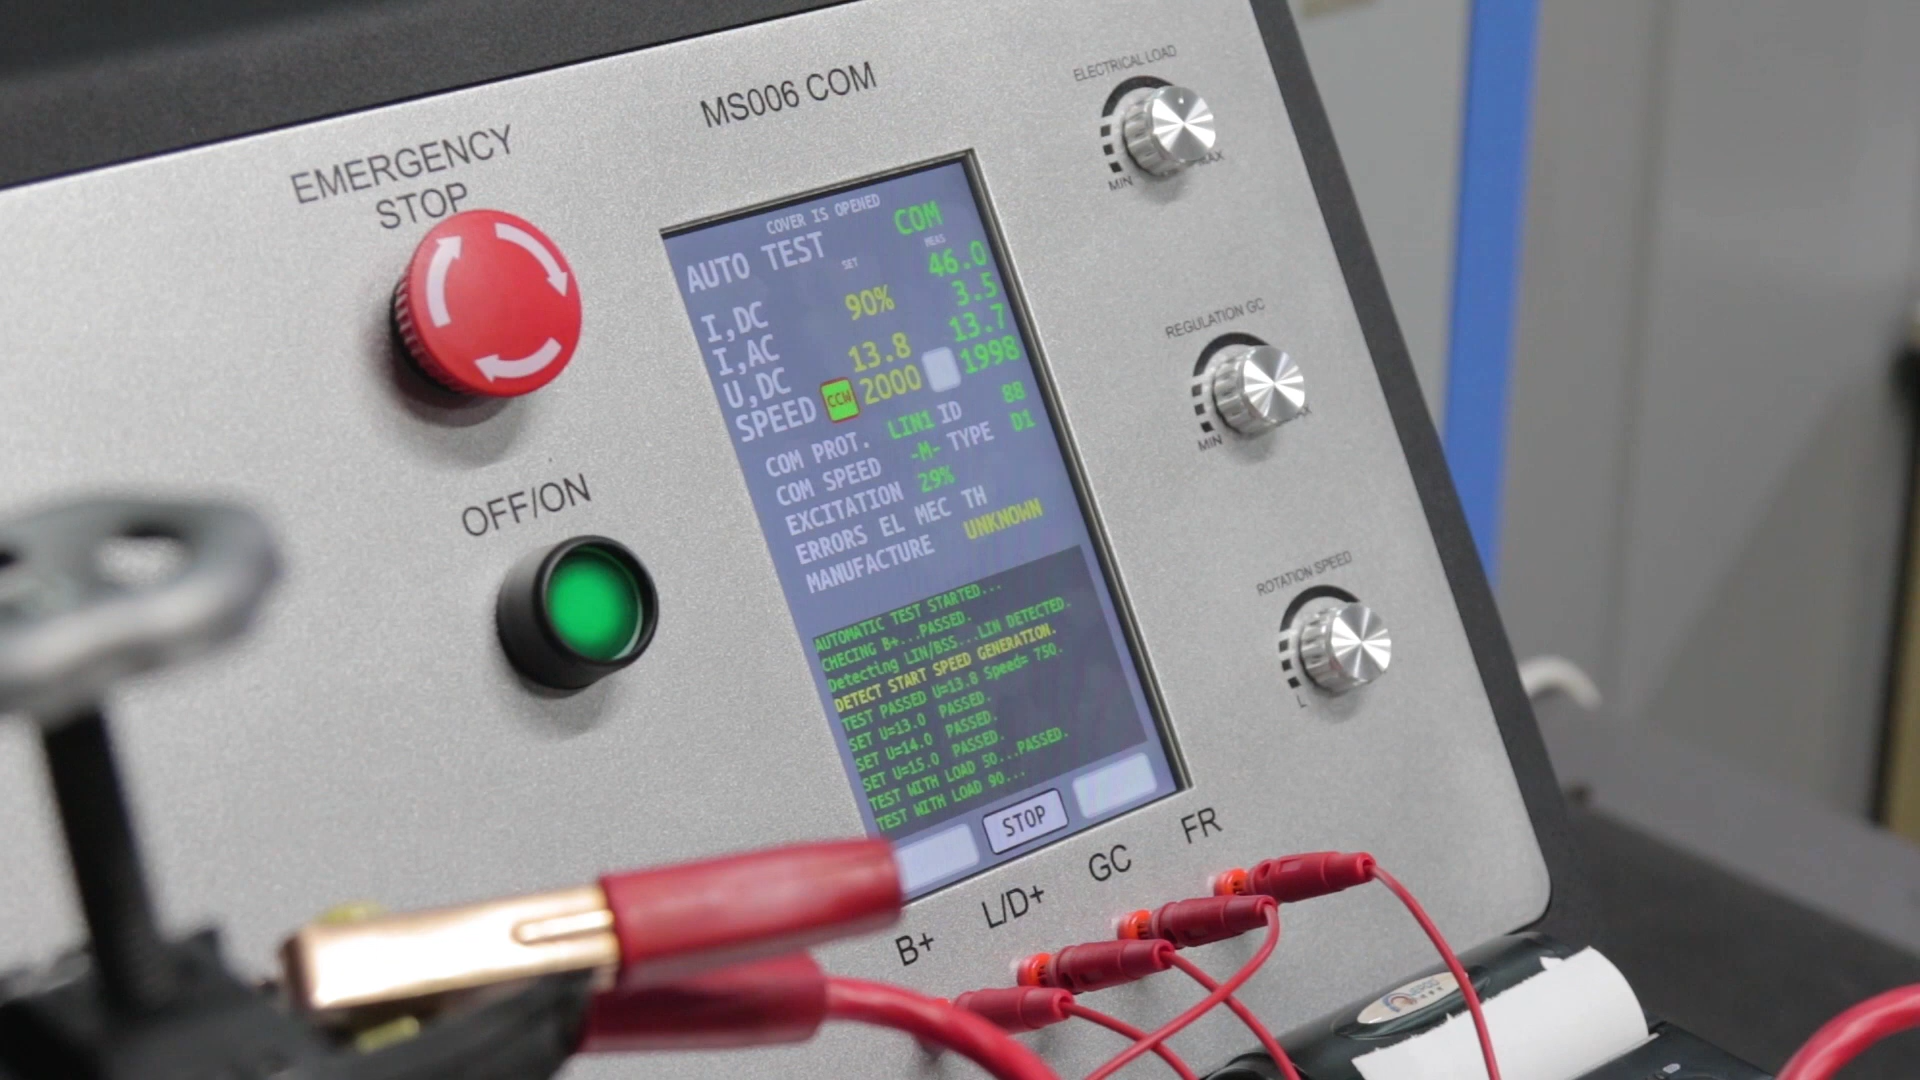 MS006 COM
ELECTRICAL LOAD
MIN
EMERGENCY
STOP
COVER IS OPENED
AUTO TEST COM
SET MEAS
I,DC 90% 46.0
I,AC 3.5
U,DC 13.8 13.7
SPEED CCW 2000 1998
COM PROT. LIN1 ID 88
COM SPEED -M- TYPE D1
EXCITATION 29%
ERRORS EL MEC TH
MANUFACTURE UNKNOWN
REGULATION GC
MIN
OFF/ON
AUTOMATIC TEST STARTED...
CHECING B+...PASSED.
Detecting LIN/BSS...LIN DETECTED.
DETECT START SPEED GENERATION.
TEST PASSED U=13.8 Speed= 750.
SET U=13.0 PASSED.
SET U=14.0 PASSED.
SET U=15.0 PASSED.
TEST WITH LOAD 50...PASSED.
TEST WITH LOAD 90...
STOP
ROTATION SPEED
L
B+ L/D+ GC FR